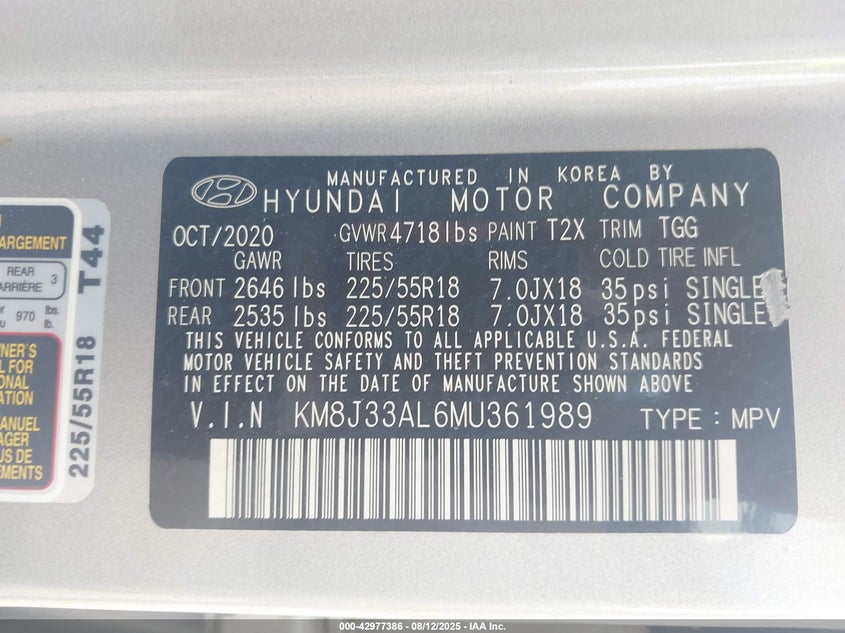 MANUFACTURED IN KOREA BY
HYUNDAI MOTOR COMPANY
OCT/2020 GVWR 4718lbs PAINT T2X TRIM TGG
GAWR TIRES RIMS COLD TIRE INFL
FRONT 2646 lbs 225/55R18 7.0JX18 35psi SINGLE
REAR 2535 lbs 225/55R18 7.0JX18 35psi SINGLE
THIS VEHICLE CONFORMS TO ALL APPLICABLE U.S.A. FEDERAL
MOTOR VEHICLE SAFETY AND THEFT PREVENTION STANDARDS
IN EFFECT ON THE DATE OF MANUFACTURE SHOWN ABOVE
V.I.N KM8J33AL6MU361989 TYPE : MPV
REAR
3
970 lbs.
lb.
225/55R18 T44
000-42977386 - 08/12/2025 - IAA Inc.